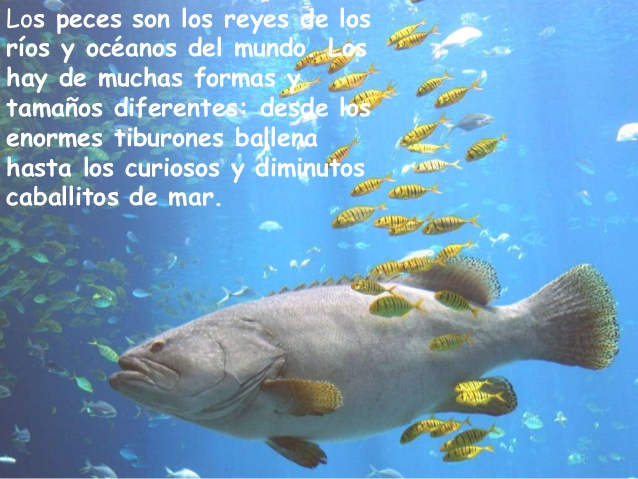 Los peces son los reyes de los
ríos y océanos del mundo. Los
hay de muchas formas y
tamaños diferentes: desde los
enormes tiburones ballena
hasta los curiosos y diminutos
caballitos de mar.